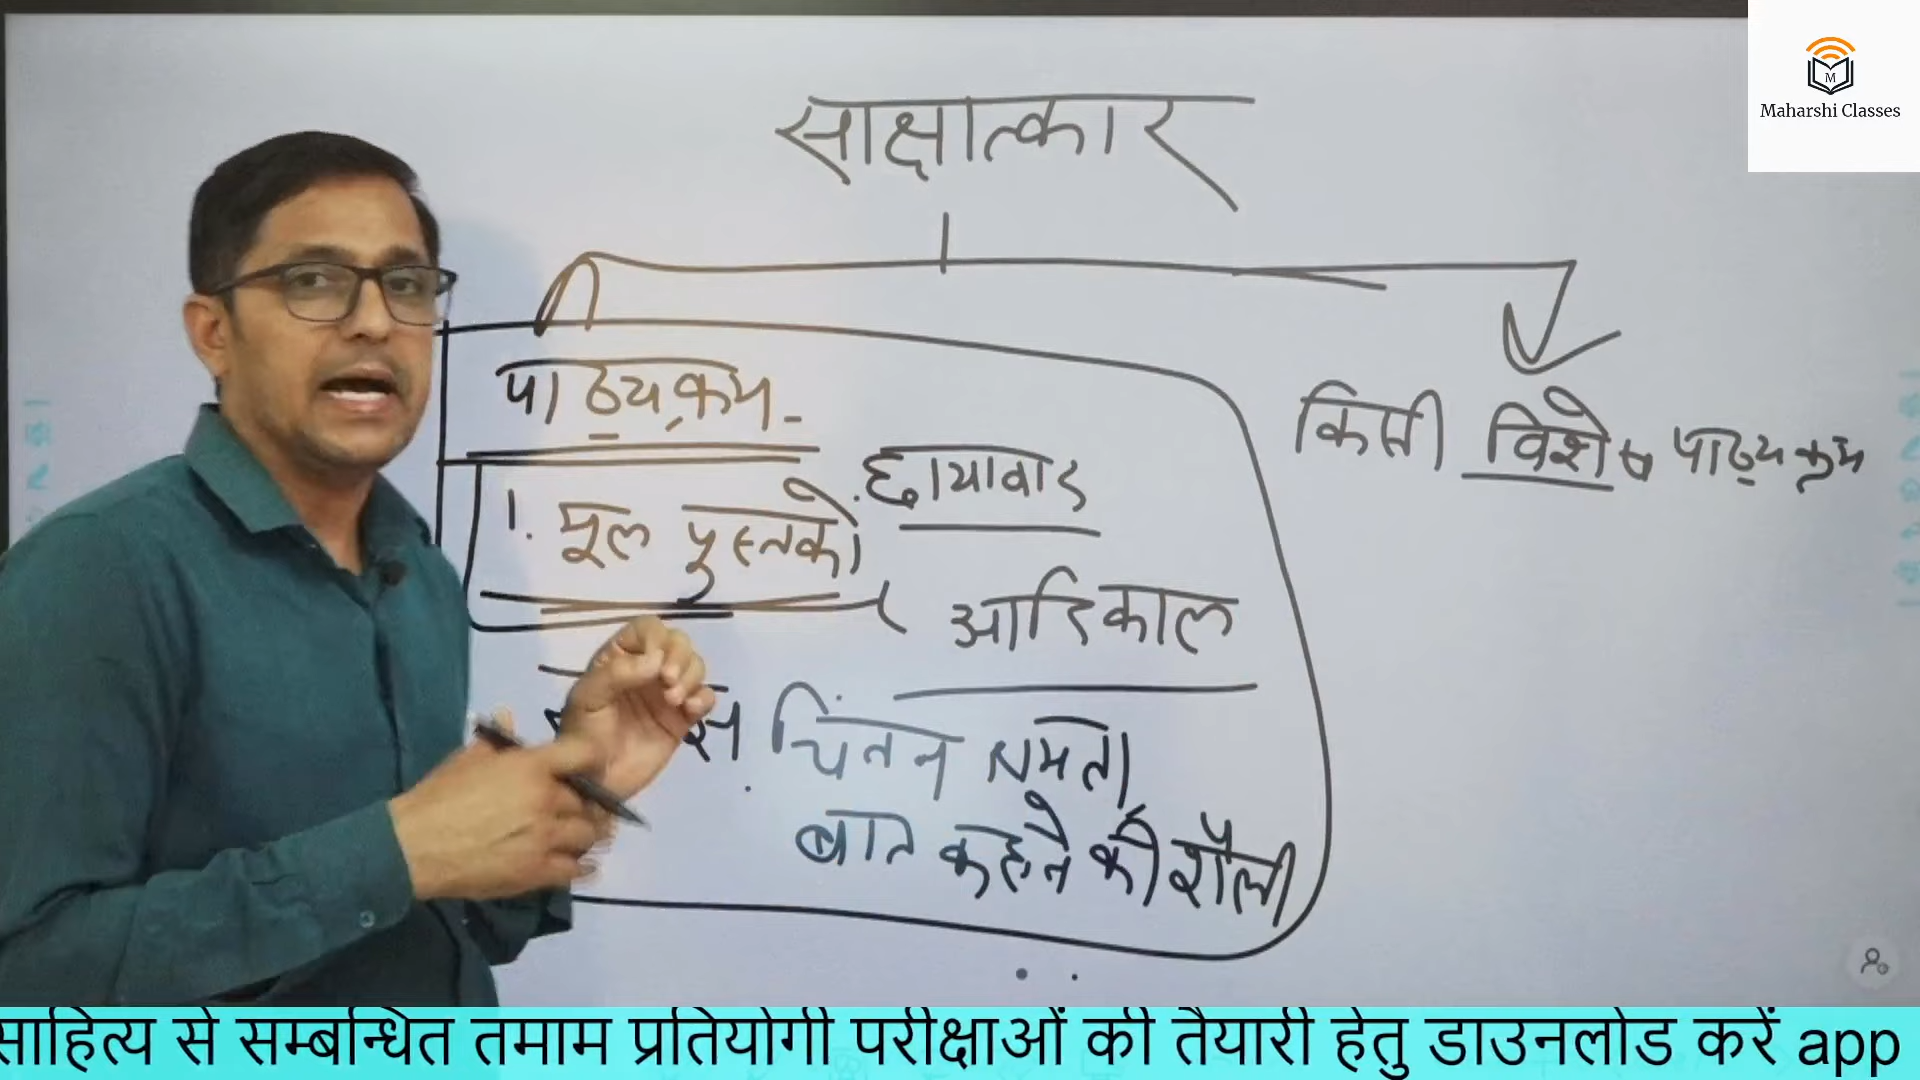 Maharshi Classes
साक्षात्कार
पाठ्यक्रम -
किसी विशेष पाठ्यक्रम
1. मूल पुस्तकों
छायावाद
आदिकाल
चिंतन क्षमता
बात कहने की शैली
साहित्य से सम्बन्धित तमाम प्रतियोगी परीक्षाओं की तैयारी हेतु डाउनलोड करें app